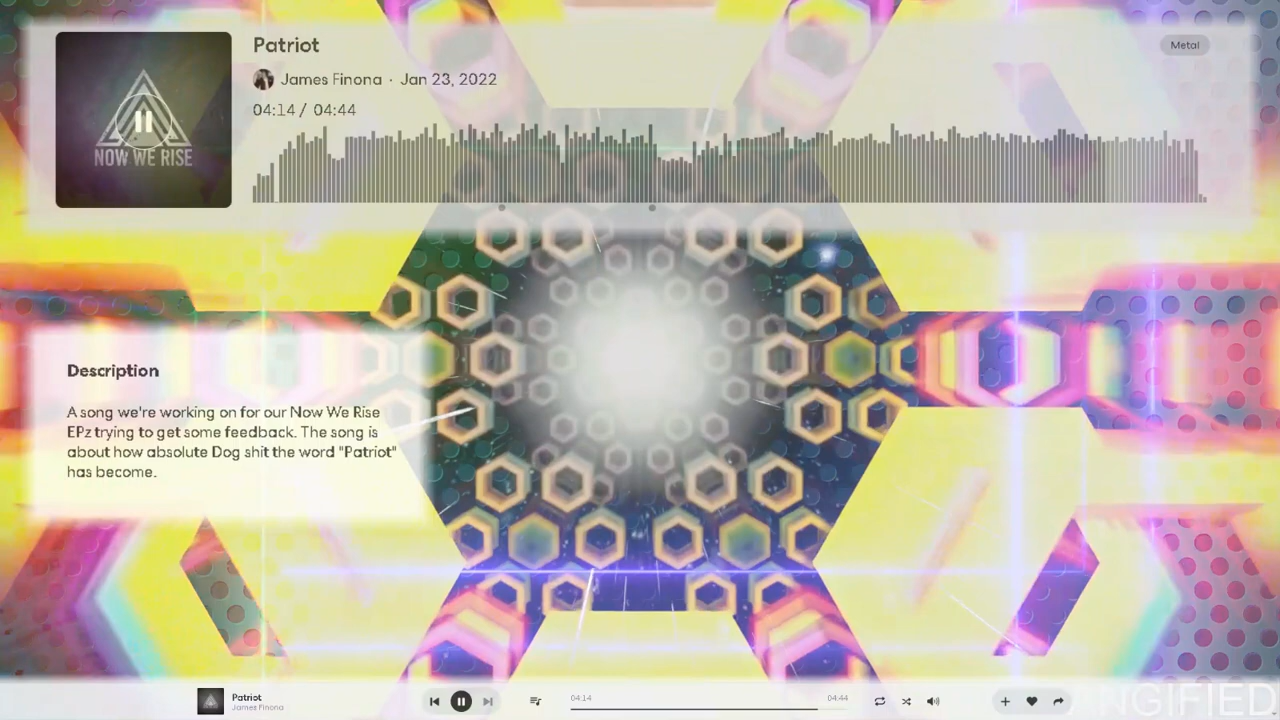 Patriot
Metal
James Finona · Jan 23, 2022
04:14 / 04:44
NOW WE RISE
Description
A song we're working on for our Now We Rise
EPz trying to get some feedback. The song is
about how absolute Dog shit the word "Patriot"
has become.
Patriot
James Finona
04:14
04:44
ANGIFIED